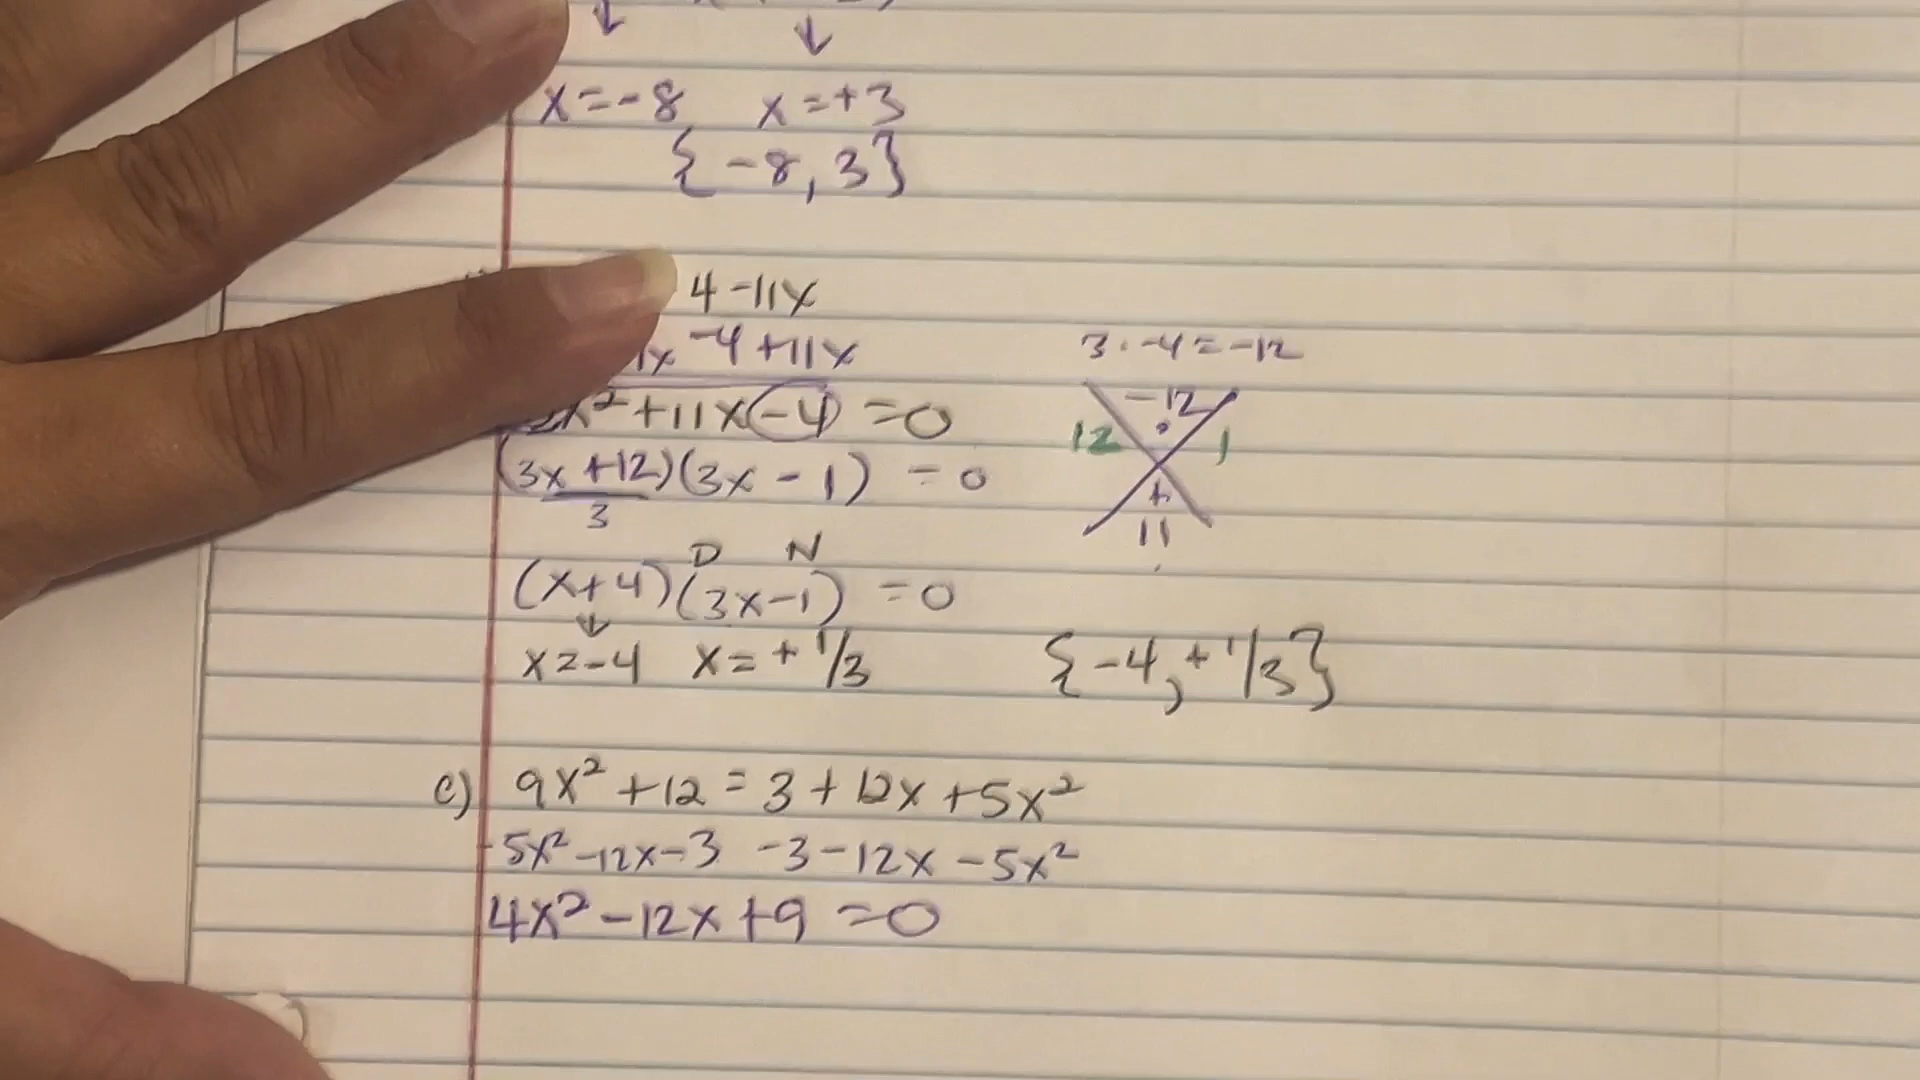 x=-8 x=+3
{-8, 3}
4-11x
1x -4+11x
x²+11x-4 =0
(3x+12)(3x-1) =0
3
D N
(x+4)(3x-1) =0
x=-4 x=+1/3
3·-4=-12
-12
12 1
+
11
{-4,+1/3}
c) 9x²+12=3+12x+5x²
-5x²-12x-3 -3-12x-5x²
4x²-12x+9=0